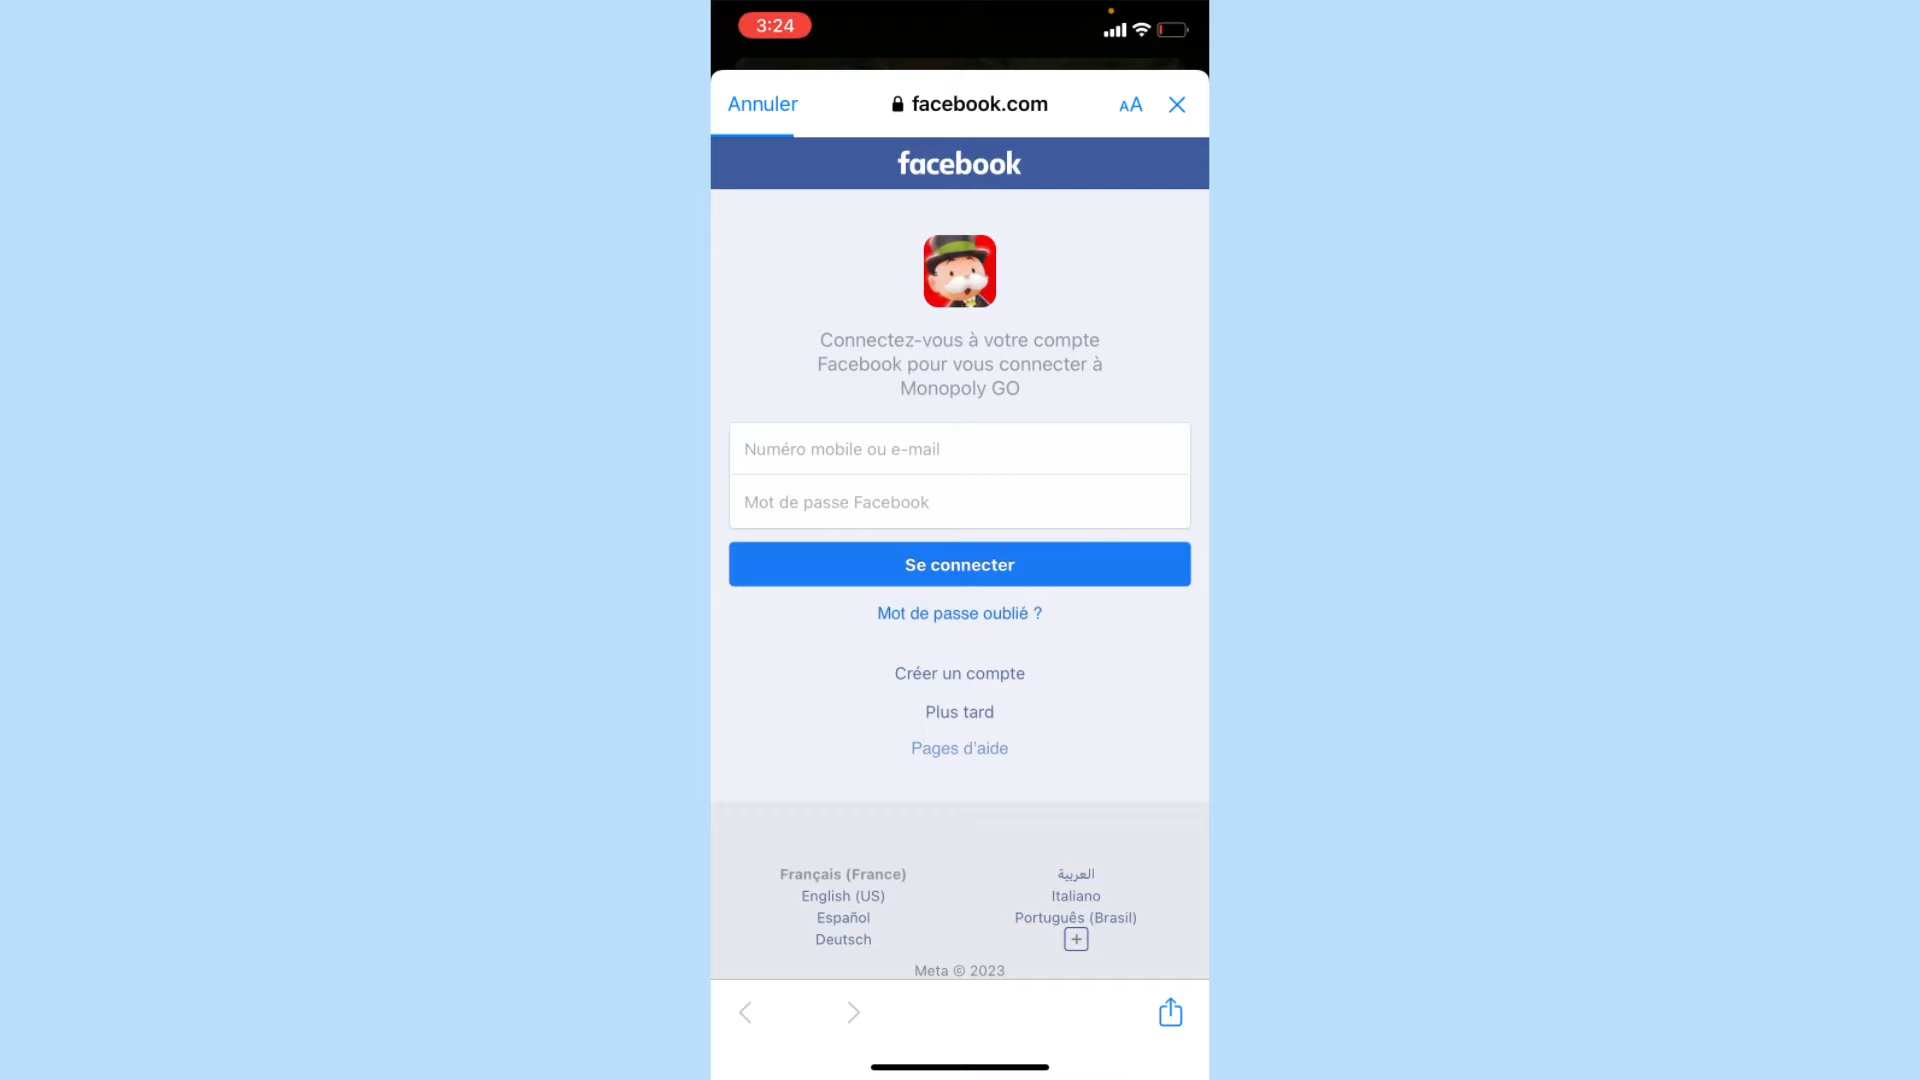 3:24
Annuler
facebook.com
AA
facebook
Connectez-vous à votre compte
Facebook pour vous connecter à
Monopoly GO
Numéro mobile ou e-mail
Mot de passe Facebook
Se connecter
Mot de passe oublié ?
Créer un compte
Plus tard
Pages d'aide
Français (France)
العربية
English (US)
Italiano
Español
Português (Brasil)
Deutsch
Meta © 2023